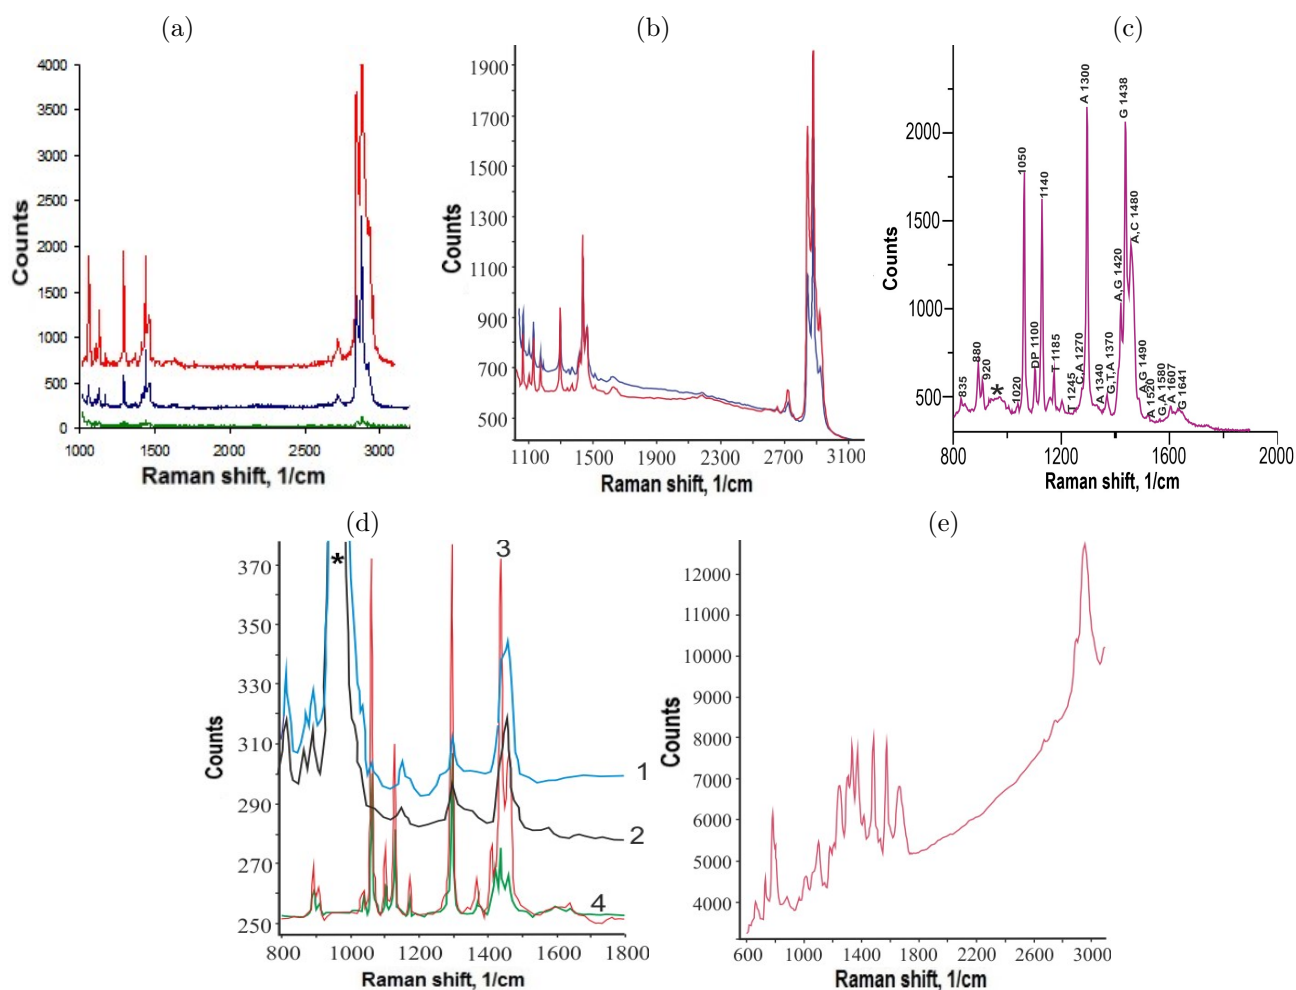 (a)
4000
3500
3000
2500
2000
1500
1000
500
0
Counts
1000
2000
3000
Raman shift, 1/cm
(b)
1900
1700
1500
1300
1100
900
700
500
Counts
1100
1500
1900
2300
2700
3100
Raman shift, 1/cm
(c)
2000
1500
1000
500
Counts
835
880
920
*
1020
1050
DP 1100
1140
T 1185
T 1245
C,A 1270
A 1300
A 1340
G,T,A 1370
A,G 1420
G 1438
A,C 1480
A,G 1490
A 1520
G,A 1580
A 1607
G 1641
800
1200
1600
2000
Raman shift, 1/cm
(d)
370
350
330
310
290
270
250
Counts
*
3
1
2
4
800
1000
1200
1400
1600
1800
Raman shift, 1/cm
(e)
12000
11000
10000
9000
8000
7000
6000
5000
4000
Counts
600
1000
1400
1800
2200
2600
3000
Raman shift, 1/cm